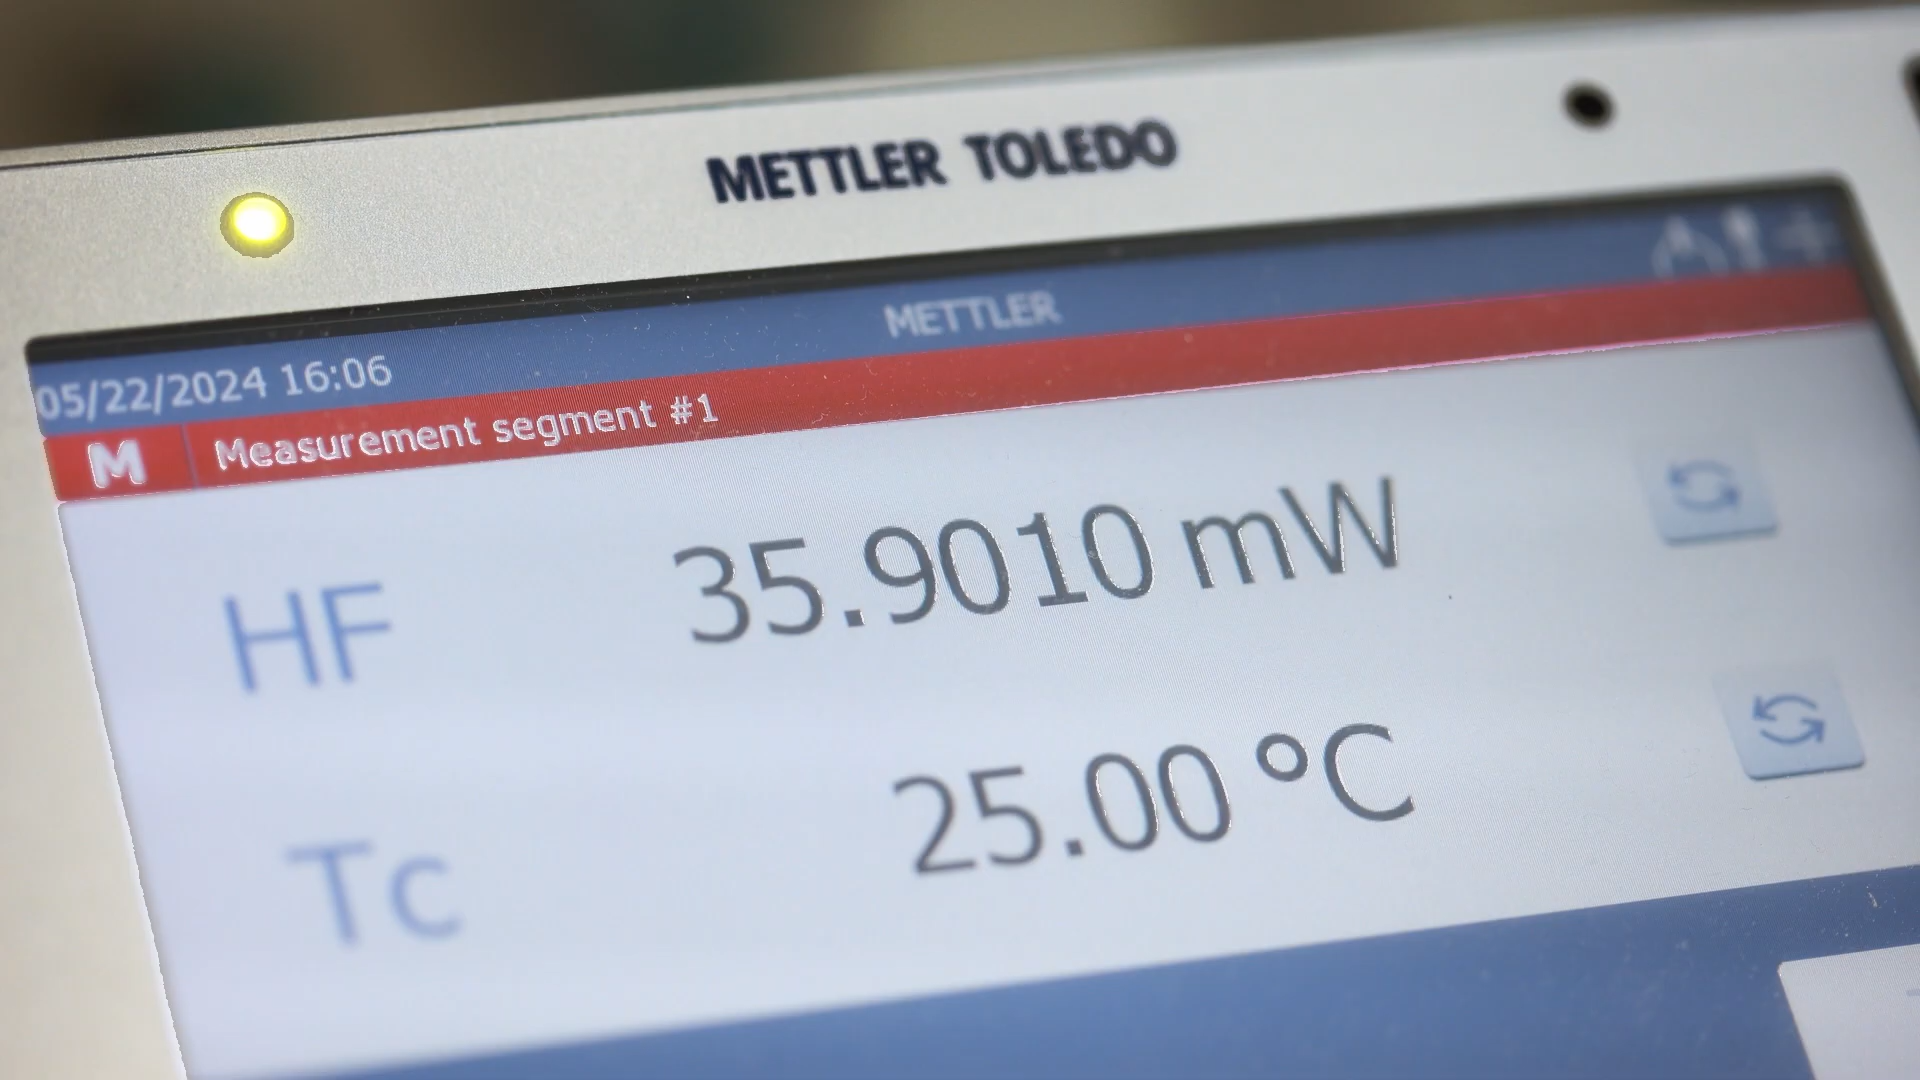 METTLER TOLEDO
METTLER
05/22/2024 16:06
M Measurement segment #1
HF 35.9010 mW
Tc 25.00 °C